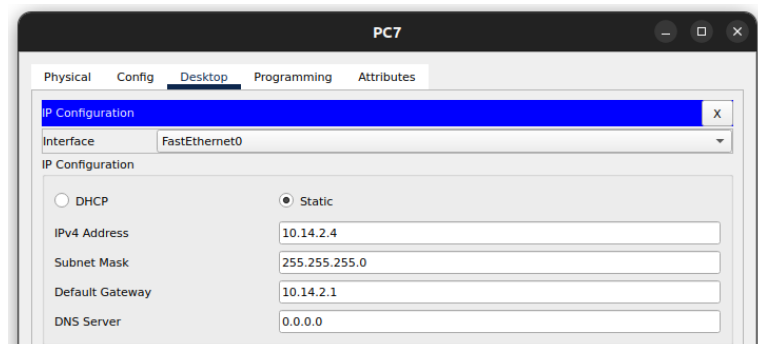 PC7
Physical Config Desktop Programming Attributes
IP Configuration X
Interface FastEthernet0
IP Configuration
DHCP Static
IPv4 Address 10.14.2.4
Subnet Mask 255.255.255.0
Default Gateway 10.14.2.1
DNS Server 0.0.0.0